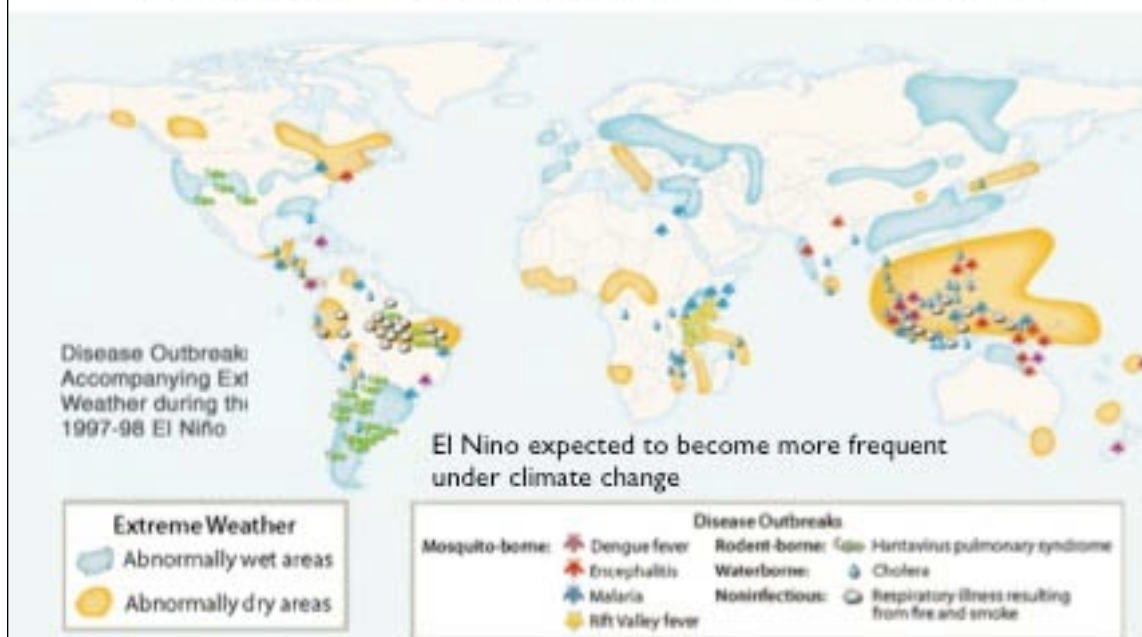 Disease Outbreak
Accompanying Ext
Weather during the
1997-98 El Niño
El Nino expected to become more frequent
under climate change
Extreme Weather
Abnormally wet areas
Abnormally dry areas
Disease Outbreaks
Mosquito-borne: Dengue fever Rodent-borne: Hantavirus pulmonary syndrome
Encephalitis Waterborne: Cholera
Malaria Noninfectious: Respiratory illness resulting
from fire and smoke
Rift Valley fever